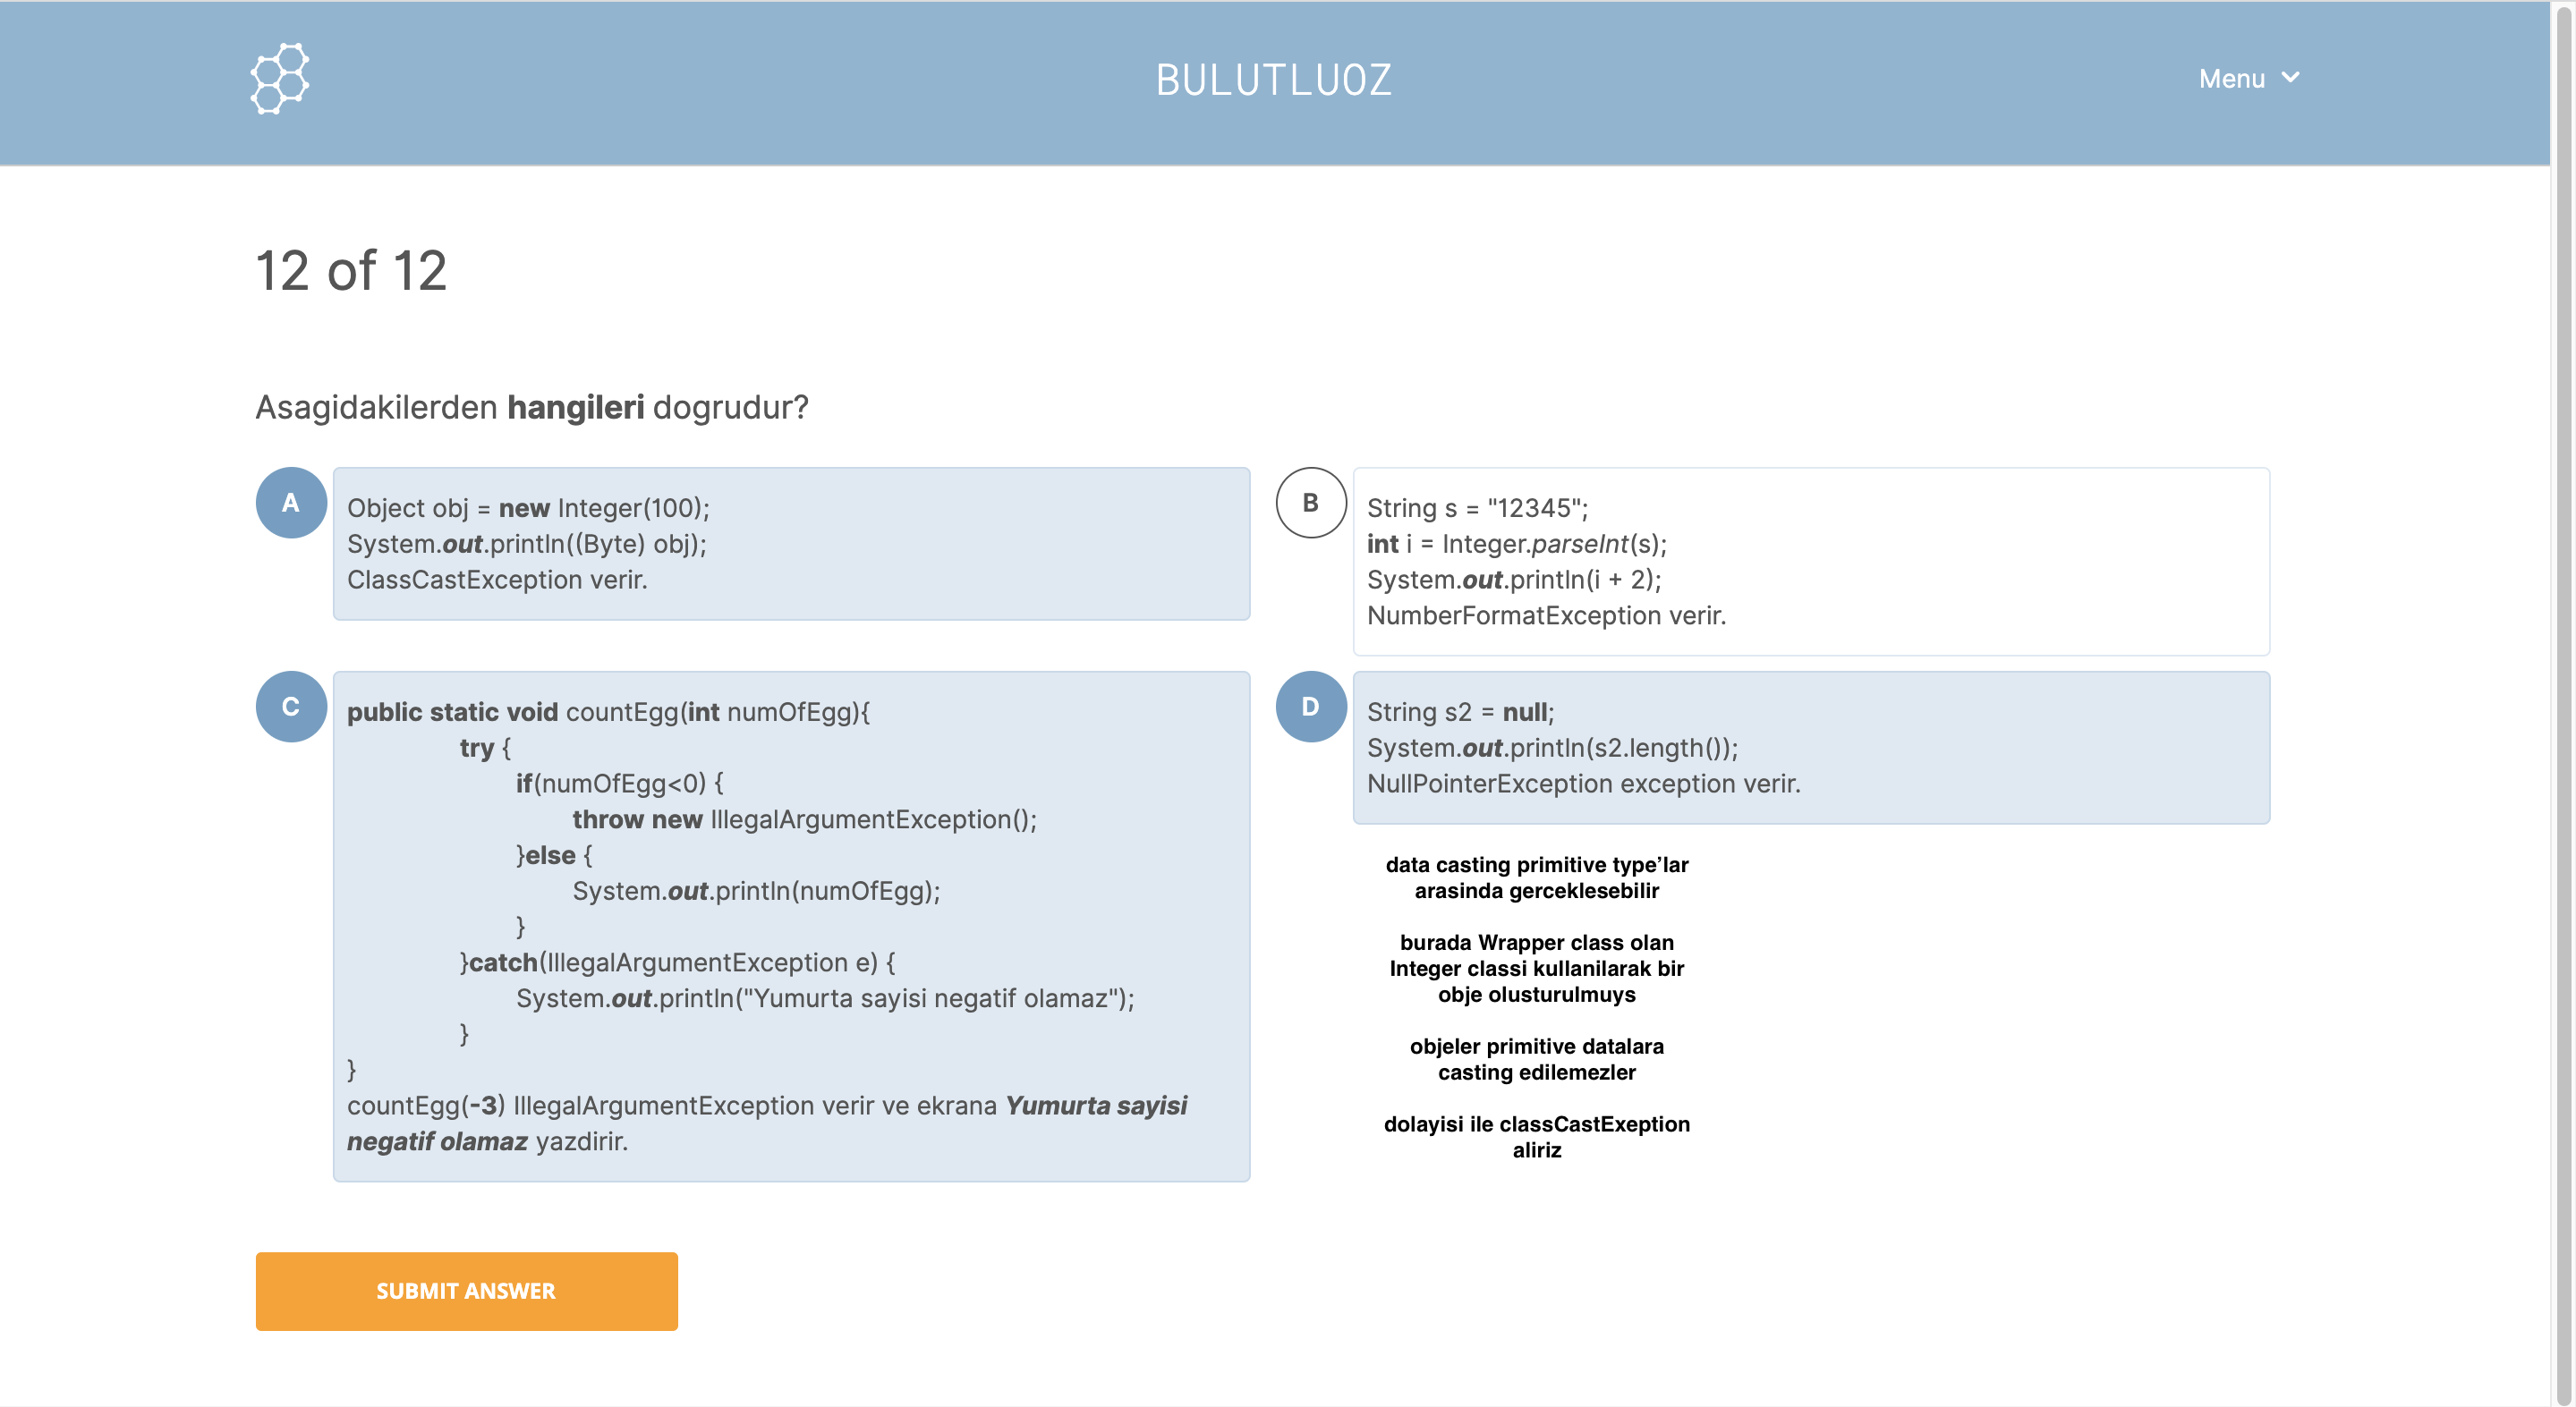 BULUTLUOZ
Menu
12 of 12
Asagidakilerden hangileri dogrudur?
A
Object obj = new Integer(100);
System.out.println((Byte) obj);
ClassCastException verir.
B
String s = "12345";
int i = Integer.parseInt(s);
System.out.println(i + 2);
NumberFormatException verir.
C
public static void countEgg(int numOfEgg){
try {
if(numOfEgg<0) {
throw new IllegalArgumentException();
}else {
System.out.println(numOfEgg);
}
}catch(IllegalArgumentException e) {
System.out.println("Yumurta sayisi negatif olamaz");
}
}
countEgg(-3) IllegalArgumentException verir ve ekrana Yumurta sayisi
negatif olamaz yazdirir.
D
String s2 = null;
System.out.println(s2.length());
NullPointerException exception verir.
data casting primitive type’lar
arasinda gerceklesebilir
burada Wrapper class olan
Integer classi kullanilarak bir
obje olusturulmuys
objeler primitive datalara
casting edilemezler
dolayisi ile classCastExeption
aliriz
SUBMIT ANSWER